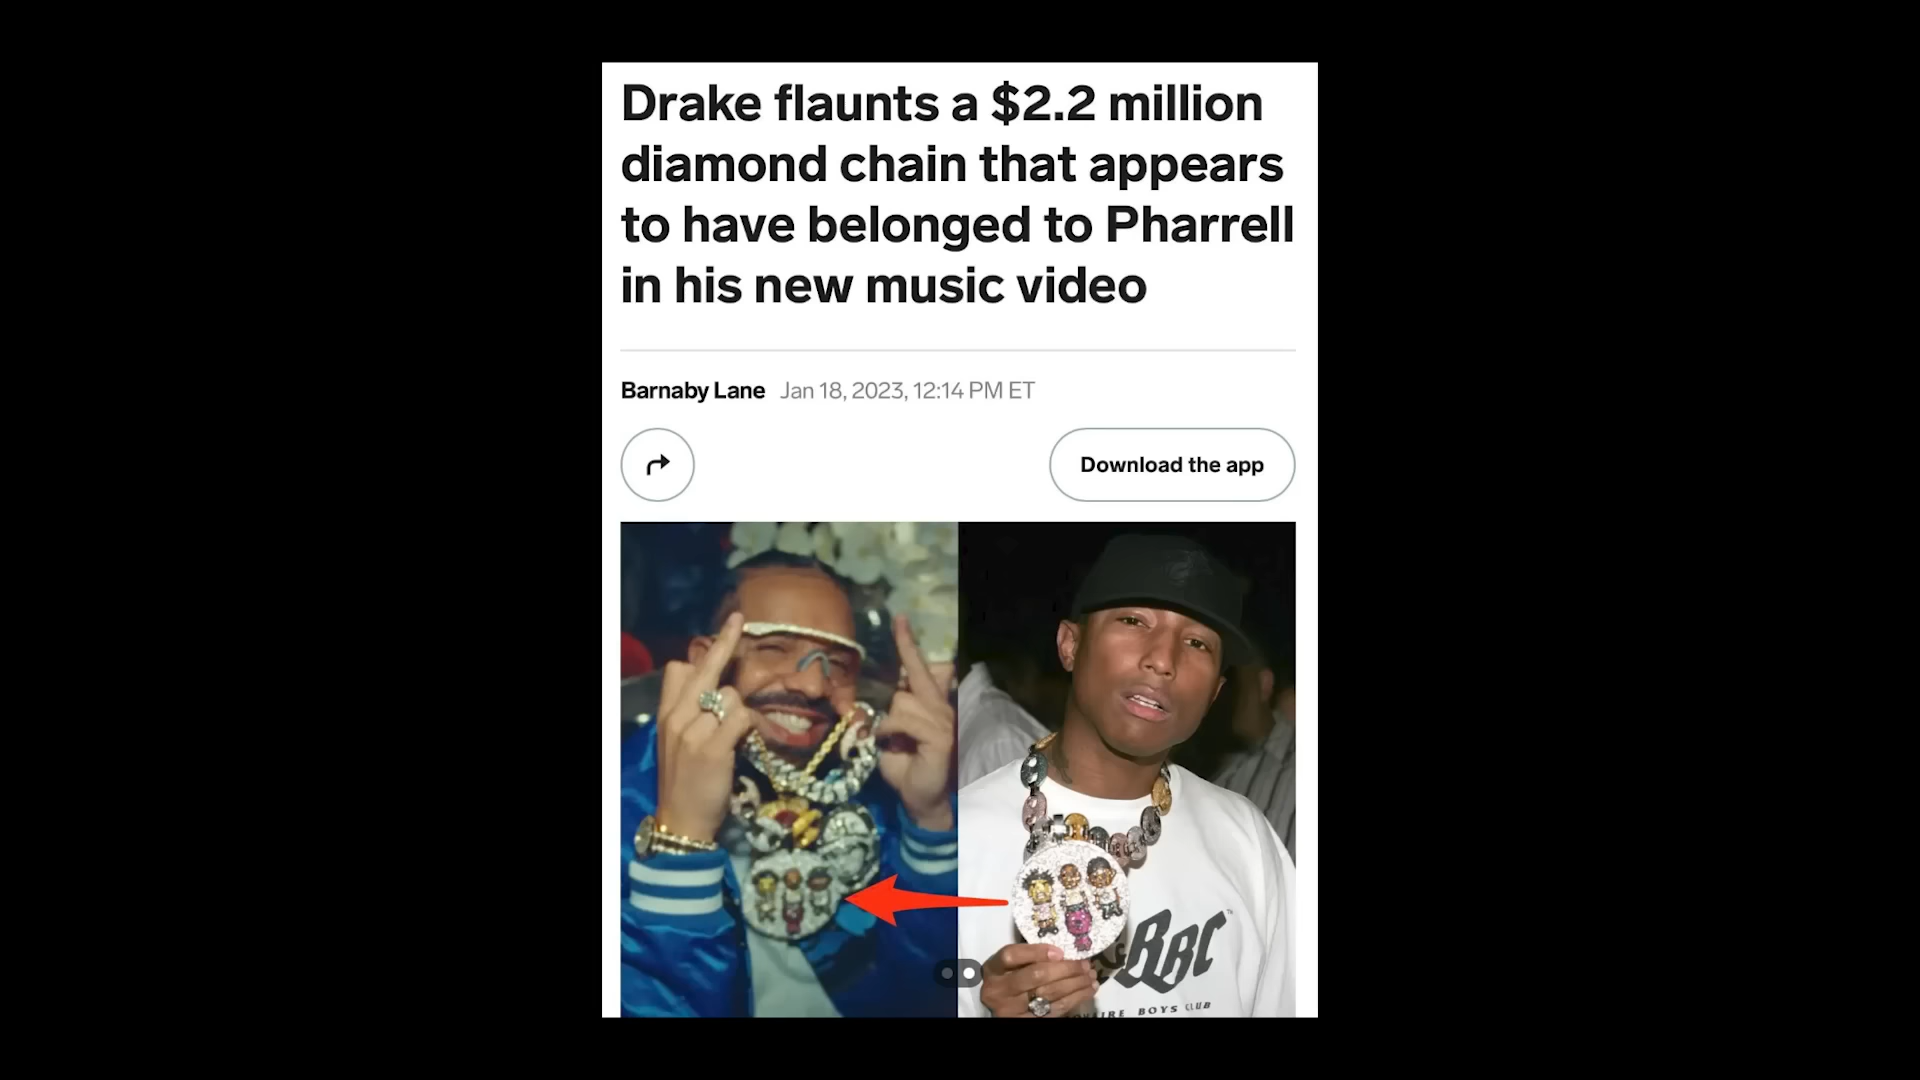 Drake flaunts a $2.2 million
diamond chain that appears
to have belonged to Pharrell
in his new music video
Barnaby Lane Jan 18, 2023, 12:14 PM ET
Download the app
BBC
BOYS CLUB